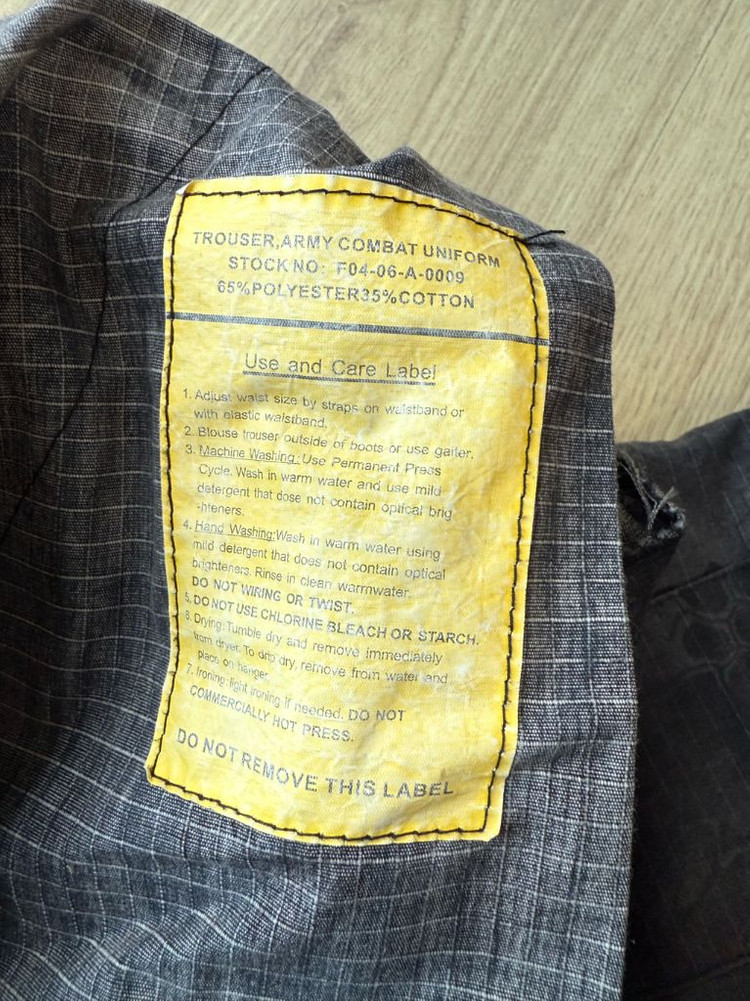 TROUSER,ARMY COMBAT UNIFORM
STOCK NO: F04-06-A-0009
65%POLYESTER35%COTTON
Use and Care Label
1. Adjust waist size by straps on waistband or
with elastic waistband.
2. Blouse trouser outside of boots or use gaiter.
3. Machine Washing:Use Permanent Press
Cycle. Wash in warm water and use mild
detergent that dose not contain optical brig
-hteners.
4. Hand Washing:Wash in warm water using
mild detergent that does not contain optical
brighteners. Rinse in clean warmwater.
DO NOT WIRING OR TWIST.
5. DO NOT USE CHLORINE BLEACH OR STARCH.
6. Drying:Tumble dry and remove immediately
from dryer. To drip dry, remove from water and
place on hanger.
7. Ironing:light ironing if needed. DO NOT
COMMERCIALLY HOT PRESS.
DO NOT REMOVE THIS LABEL